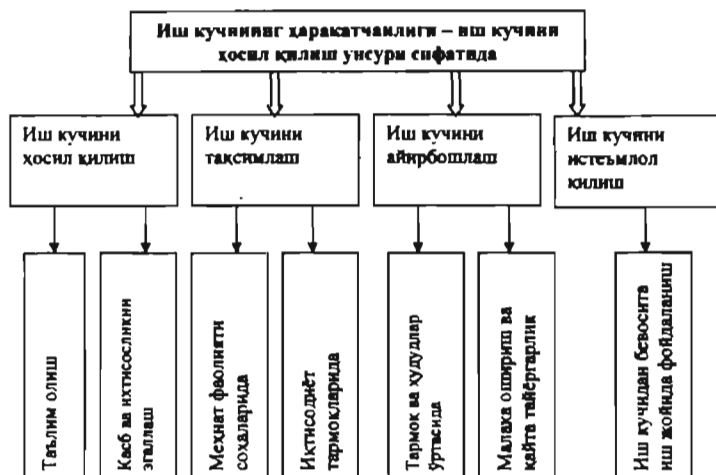 Иш кучининг ҳаракатчанлиги – иш кучини
ҳосил қилиш унсури сифатида
Иш кучини
ҳосил қилиш
Иш кучини
тақсимлаш
Иш кучини
айирбошлаш
Иш кучини
истеъмлол
қилиш
Таълим олиш
Касб ва ихтисосликни
эгаллаш
Меҳнат фаолияти
соҳаларида
Иқтисодиёт
тармоқларида
Тармоқ ва ҳудудлар
ўртасида
Малака ошириш ва
қайта тайёргарлик
Иш кучидан бевосита
иш жойида фойдаланиш